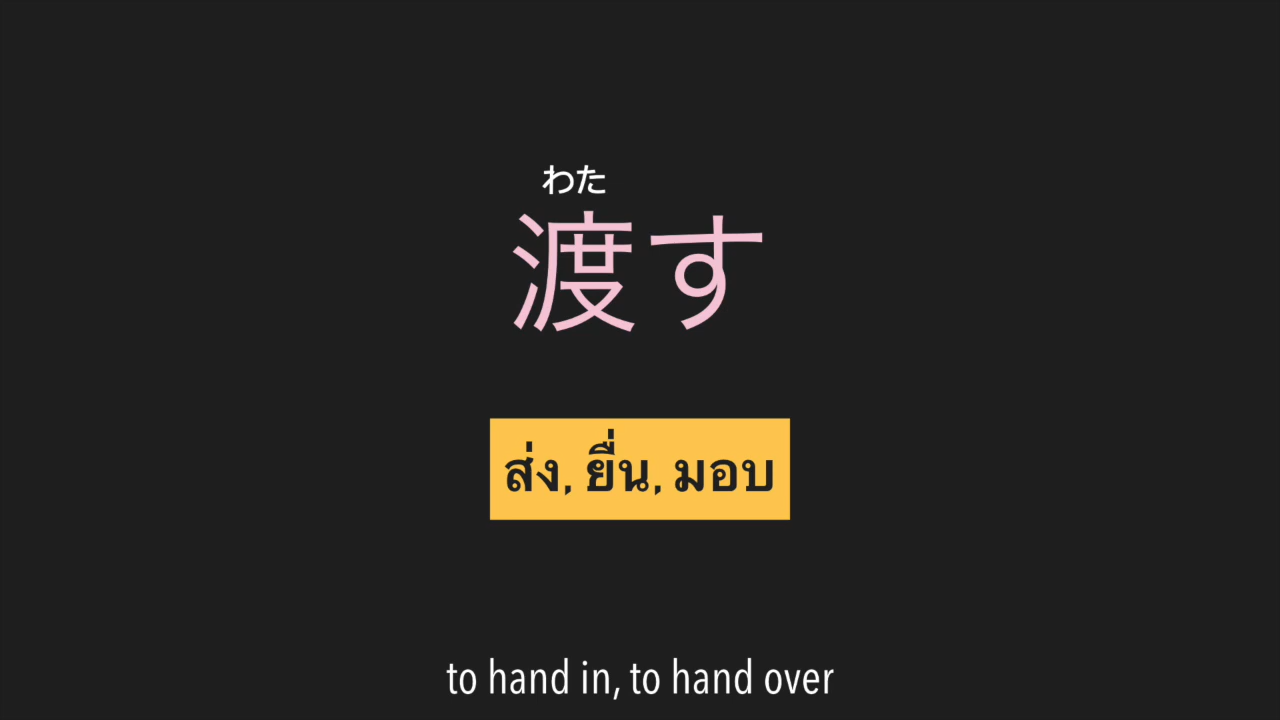 わた
渡す
ส่ง, ยื่น, มอบ
to hand in, to hand over